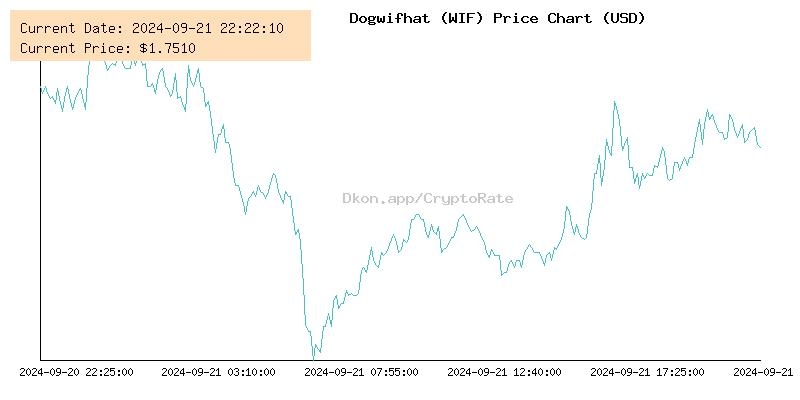 Dogwifhat (WIF) Price Chart (USD)
Current Date: 2024-09-21 22:22:10
Current Price: $1.7510
Dkon.app/CryptoRate
2024-09-20 22:25:00 2024-09-21 03:10:00 2024-09-21 07:55:00 2024-09-21 12:40:00 2024-09-21 17:25:00 2024-09-21